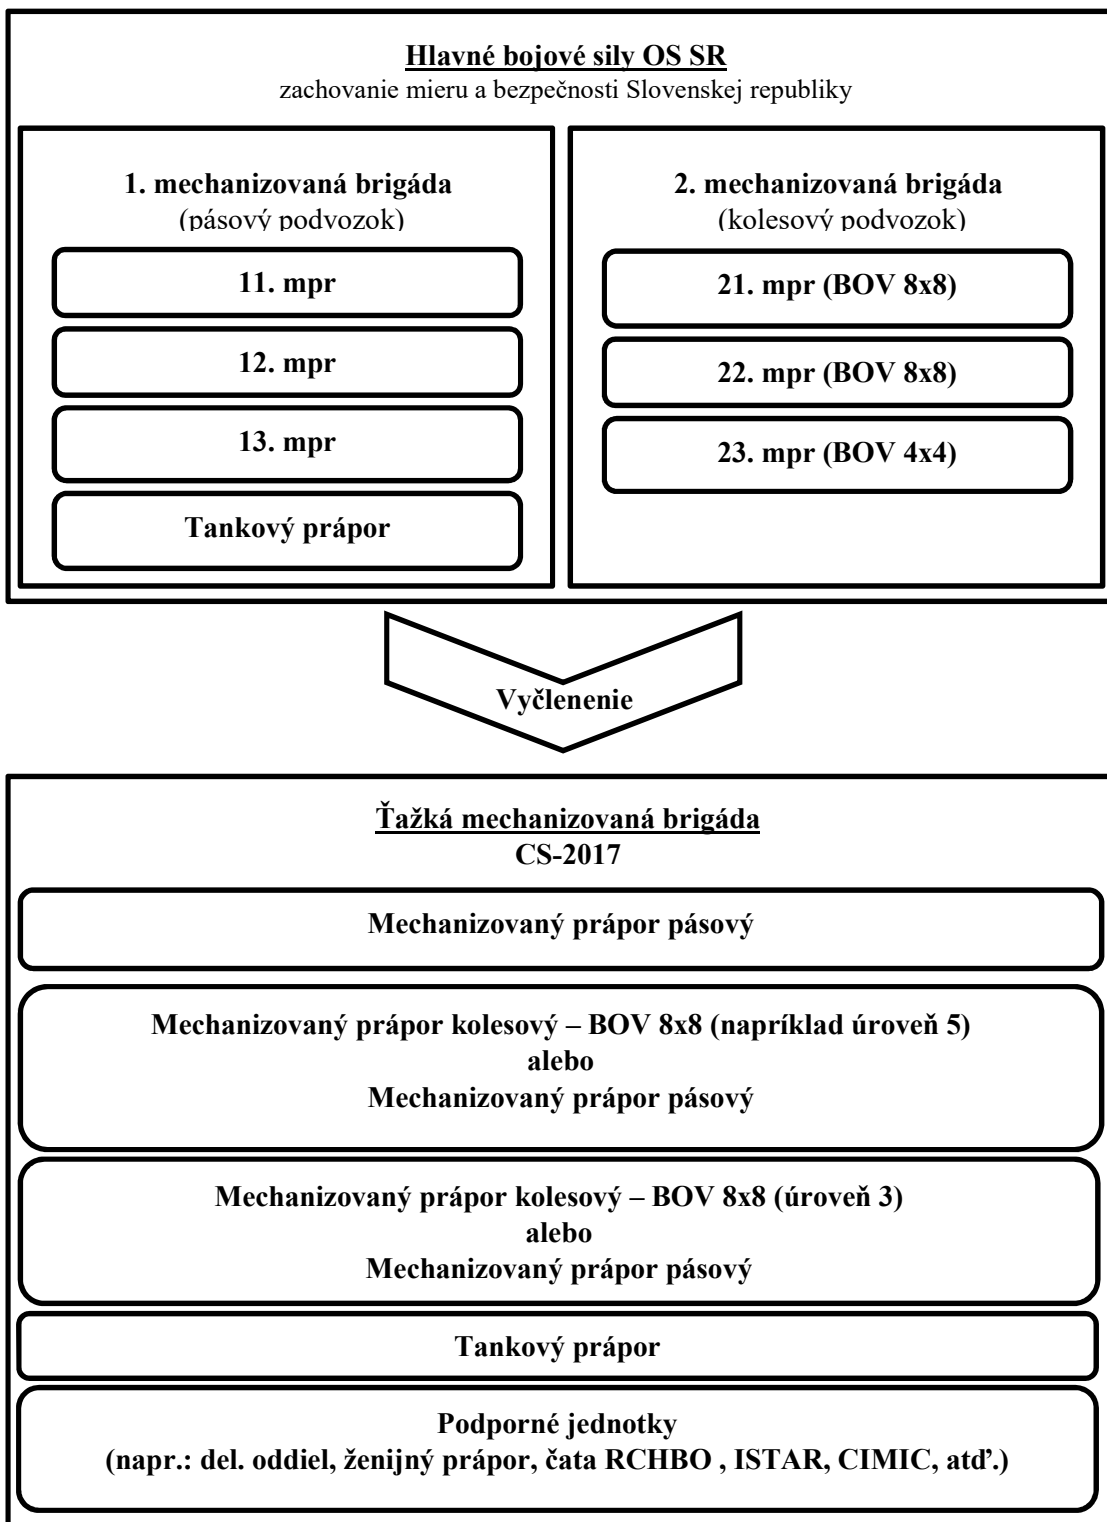 Hlavné bojové sily OS SR
zachovanie mieru a bezpečnosti Slovenskej republiky
1. mechanizovaná brigáda
(pásový podvozok)
11. mpr
12. mpr
13. mpr
Tankový prápor
2. mechanizovaná brigáda
(kolesový podvozok)
21. mpr (BOV 8x8)
22. mpr (BOV 8x8)
23. mpr (BOV 4x4)
Vyčlenenie
Ťažká mechanizovaná brigáda
CS-2017
Mechanizovaný prápor pásový
Mechanizovaný prápor kolesový – BOV 8x8 (napríklad úroveň 5)
alebo
Mechanizovaný prápor pásový
Mechanizovaný prápor kolesový – BOV 8x8 (úroveň 3)
alebo
Mechanizovaný prápor pásový
Tankový prápor
Podporné jednotky
(napr.: del. oddiel, ženijný prápor, čata RCHBO , ISTAR, CIMIC, atď.)